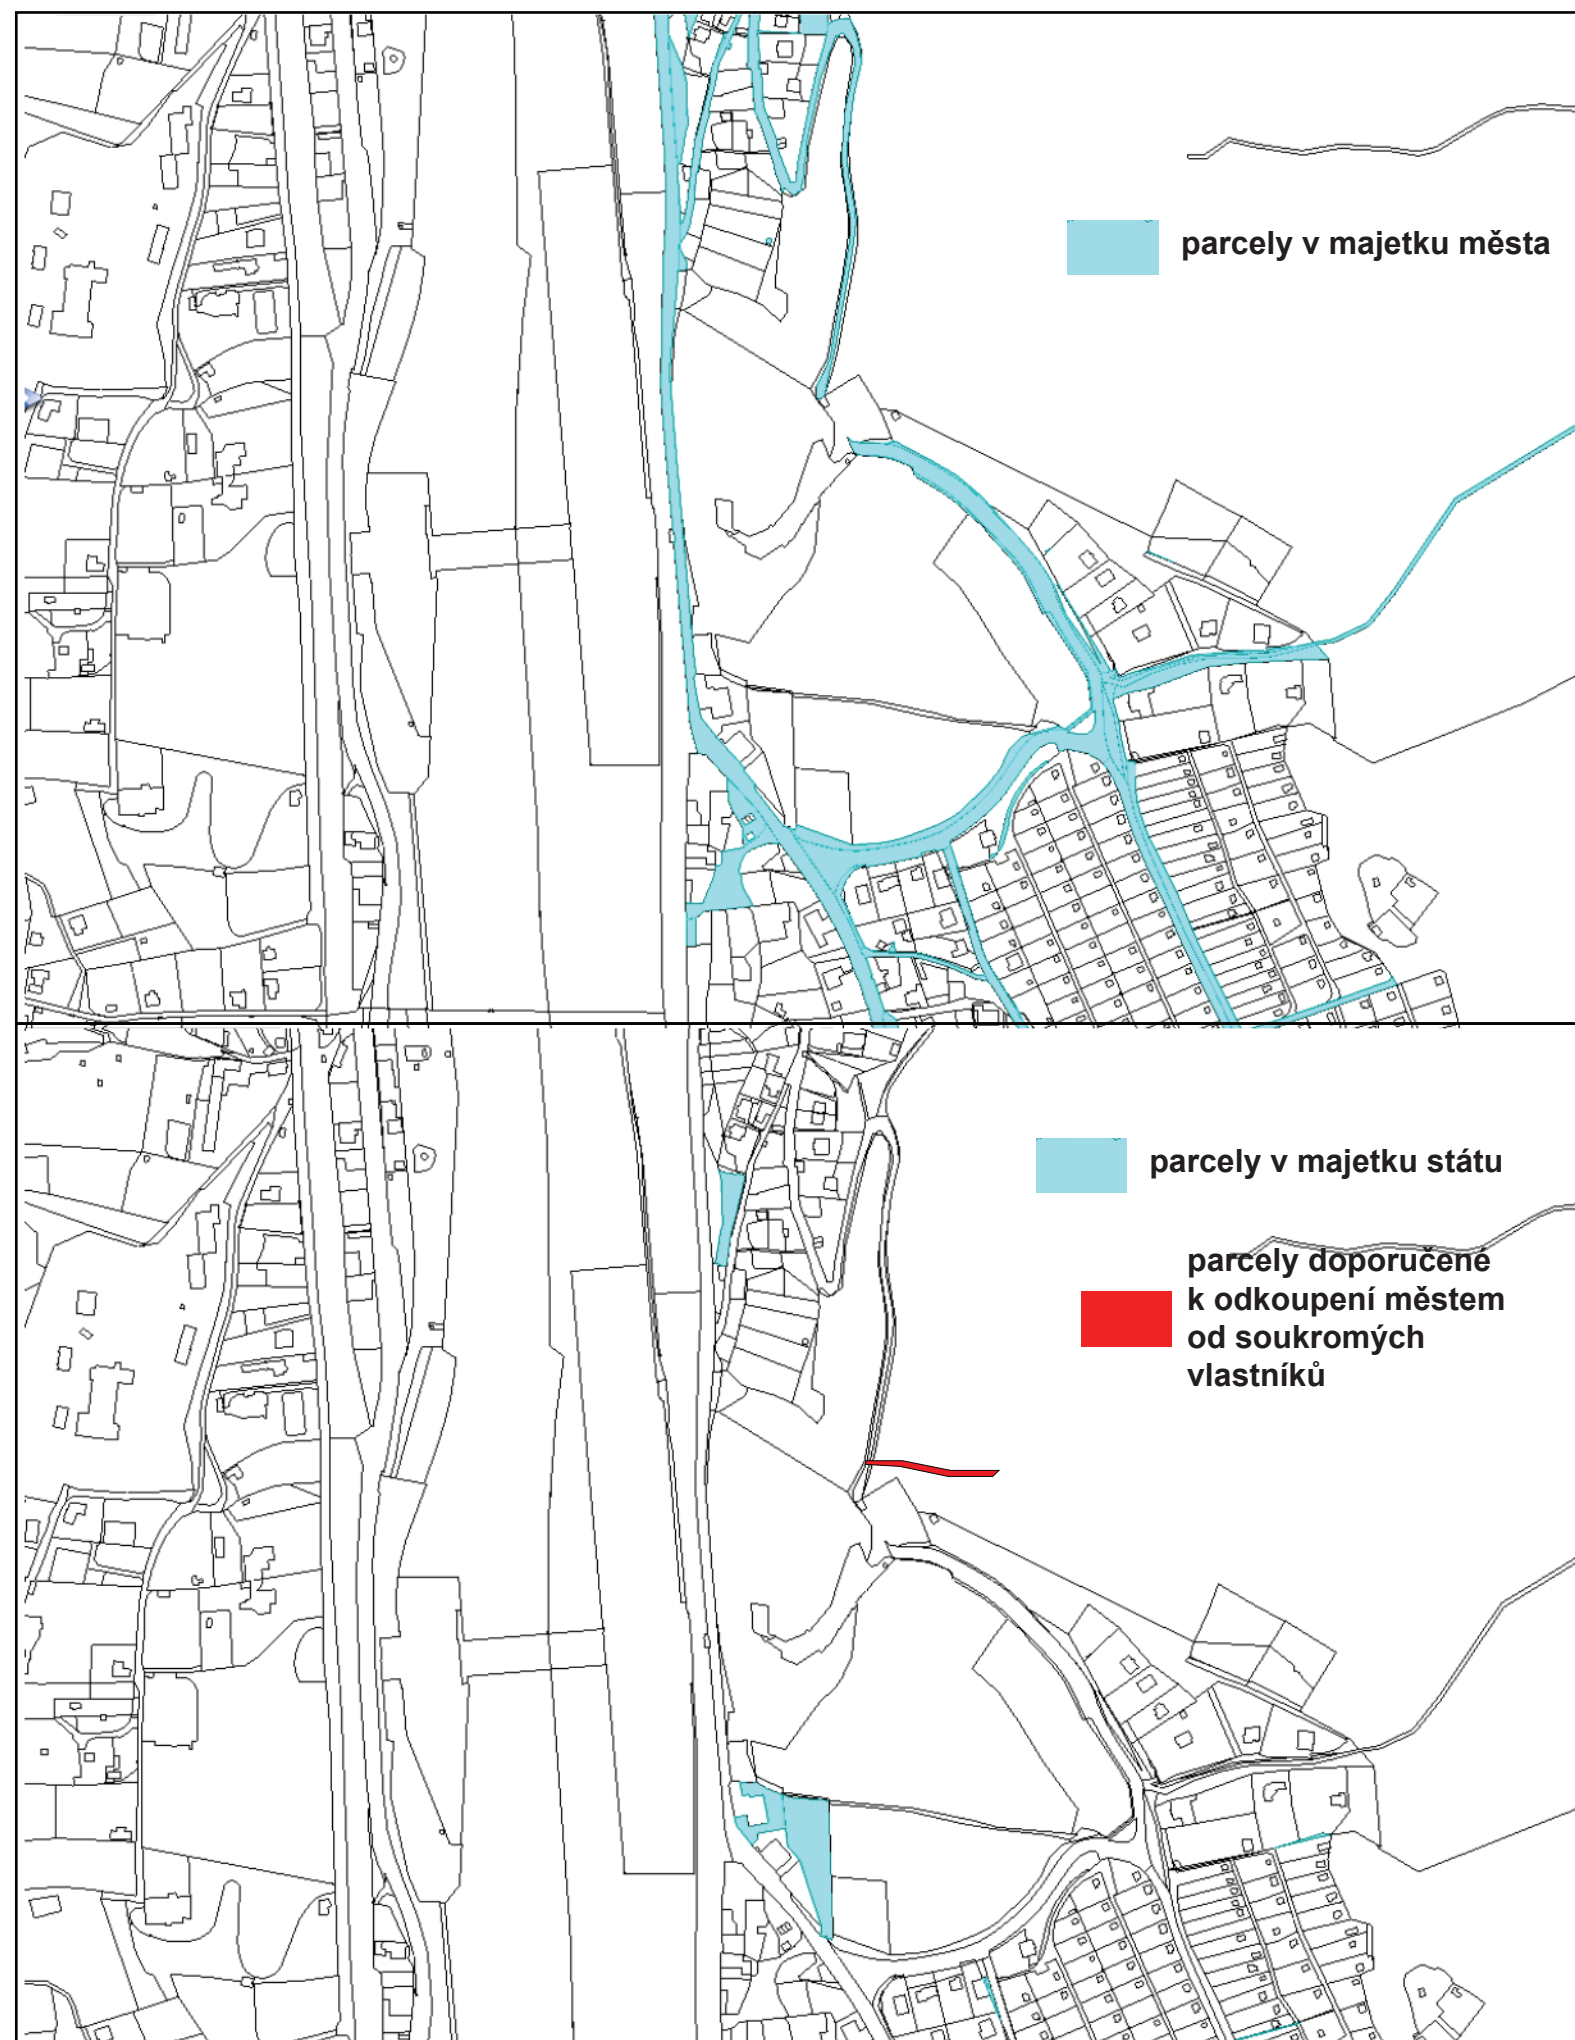 parcely v majetku města
parcely v majetku státu
parcely doporučené
k odkoupení městem
od soukromých
vlastníků